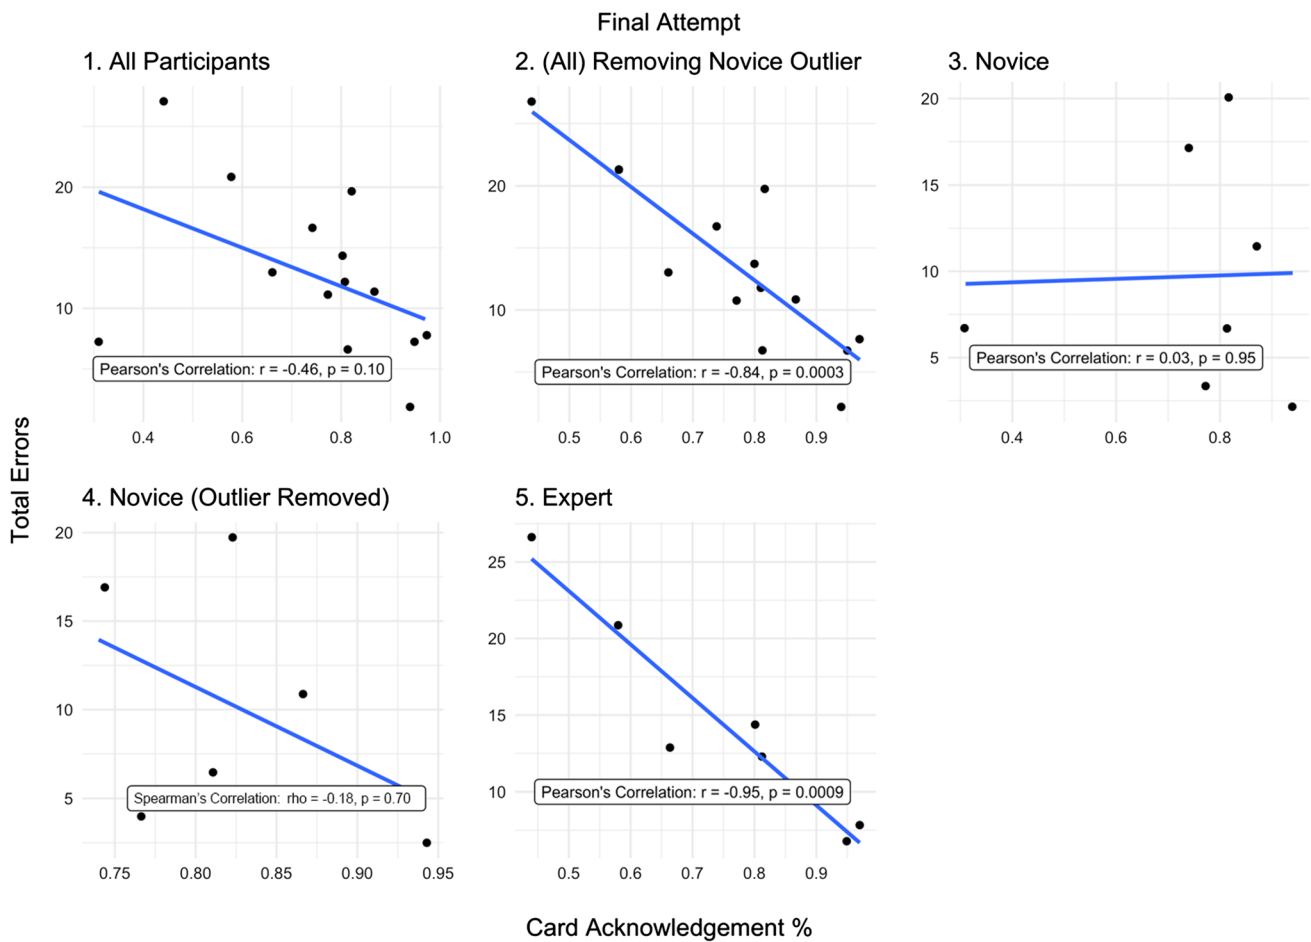 Final Attempt
1. All Participants
2. (All) Removing Novice Outlier
3. Novice
20
10
Pearson's Correlation: r = -0.46, p = 0.10
0.4 0.6 0.8 1.0
20
10
Pearson's Correlation: r = -0.84, p = 0.0003
0.5 0.6 0.7 0.8 0.9
20
15
10
5
Pearson's Correlation: r = 0.03, p = 0.95
0.4 0.6 0.8
Total Errors
4. Novice (Outlier Removed)
5. Expert
20
15
10
5
Spearman's Correlation: rho = -0.18, p = 0.70
0.75 0.80 0.85 0.90 0.95
25
20
15
10
Pearson's Correlation: r = -0.95, p = 0.0009
0.5 0.6 0.7 0.8 0.9
Card Acknowledgement %